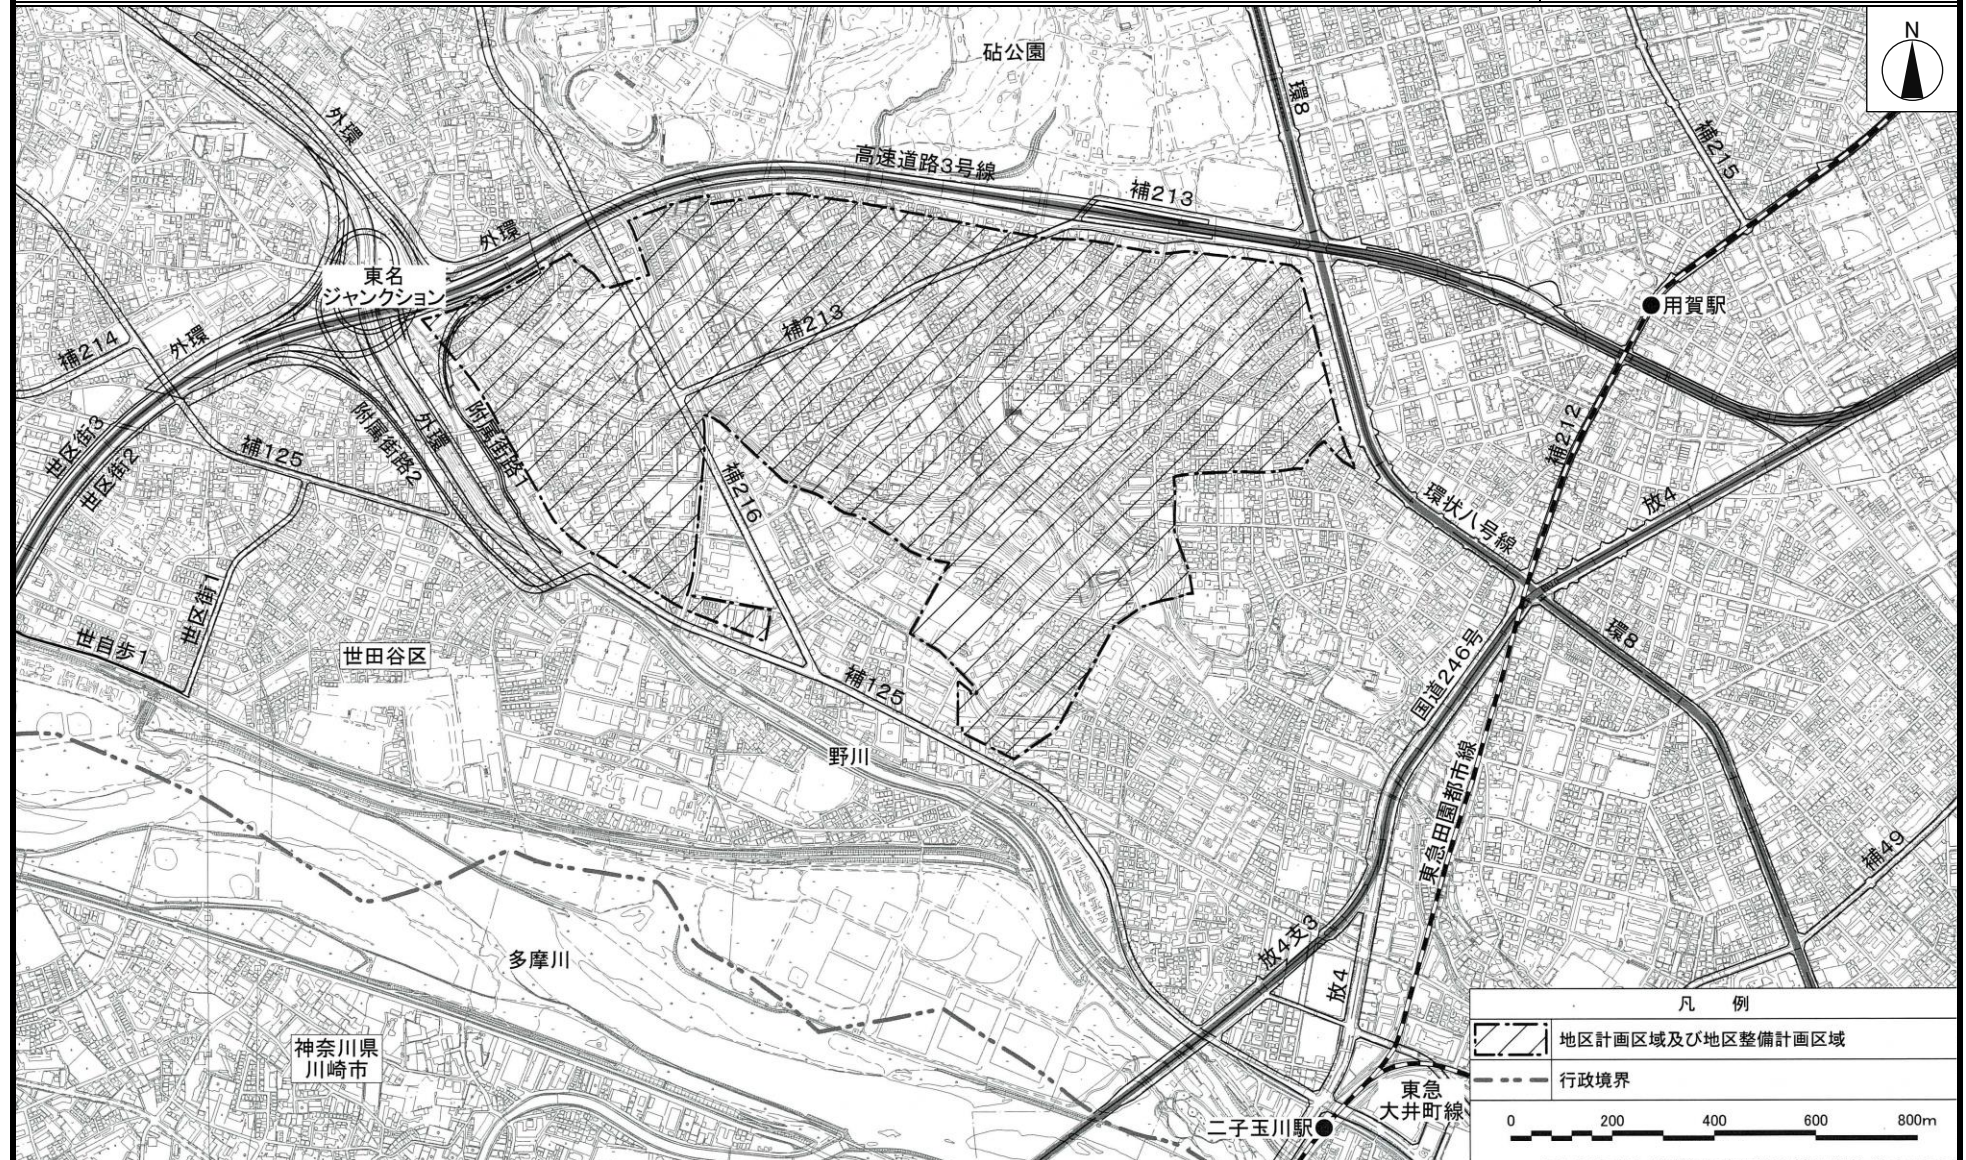 N
砧公園
環8
外環
補215
高速道路3号線
補213
外環
東名
ジャンクション
用賀駅
補213
外環
補214
補212
世区街3
世区街2
補125
附属街路2
外環
附属街路1
補216
環状八号線
放4
世区街1
世自歩1
世田谷区
環8
国道246号
補125
野川
東急田園都市線
補49
多摩川
放4支3
放4
神奈川県
川崎市
凡 例
地区計画区域及び地区整備計画区域
行政境界
0 200 400 600 800m
東急
大井町線
二子玉川駅